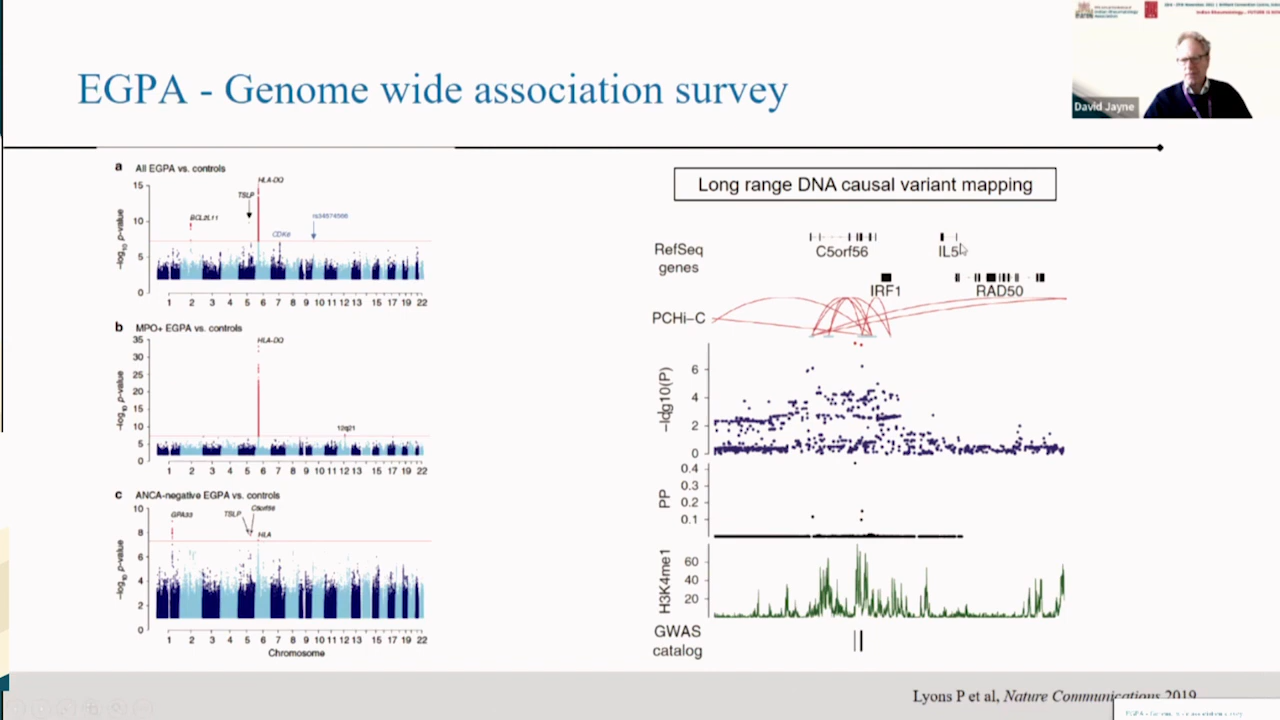 EGPA - Genome wide association survey
David Jayne
a All EGPA vs. controls
HLA-DQ
TSLP
BCL2L11
rs34574566
CDK6
15
10
5
0
–log10 p-value
1 2 3 4 5 6 7 8 9 10 11 12 13 15 17 19 22
b MPO+ EGPA vs. controls
HLA-DQ
12q21
35
30
25
20
15
10
5
0
–log10 p-value
1 2 3 4 5 6 7 8 9 10 11 12 13 15 17 19 22
c ANCA-negative EGPA vs. controls
GPA33
TSLP
C5orf56
HLA
10
8
6
4
2
0
–log10 p-value
1 2 3 4 5 6 7 8 9 10 11 12 13 15 17 19 22
Chromosome
Long range DNA causal variant mapping
RefSeq
genes
C5orf56
IL5
IRF1
RAD50
PCHi–C
–log10(P)
6
4
2
0
PP
0.4
0.3
0.2
0.1
H3K4me1
60
40
20
GWAS
catalog
Lyons P et al, Nature Communications 2019